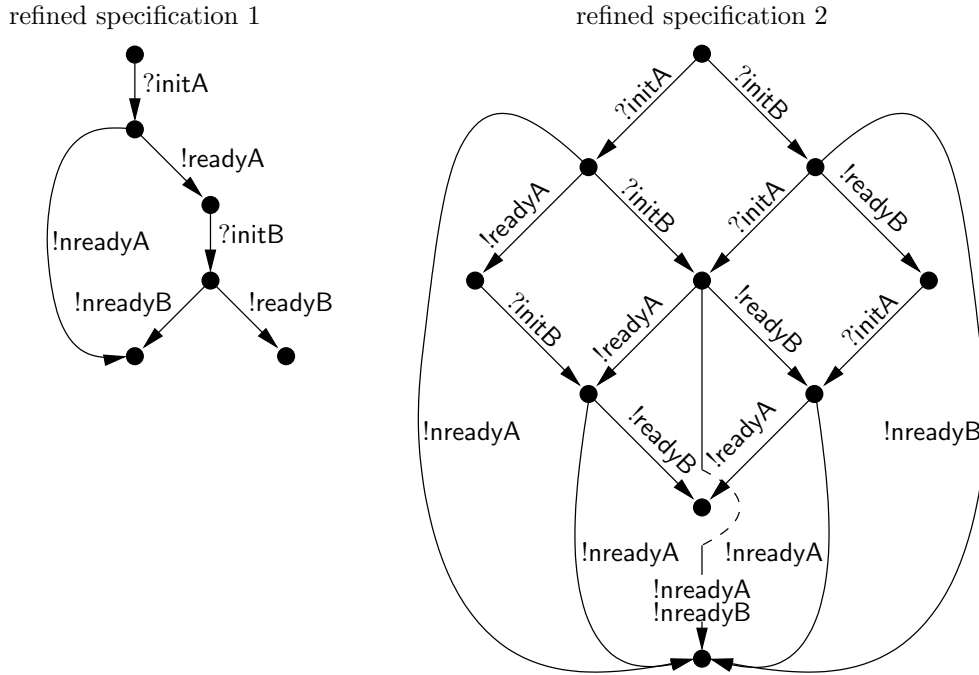 refined specification 1
?initA
!readyA
!nreadyA
?initB
!nreadyB
!readyB
refined specification 2
?initA
?initB
!readyA
?initB
?initA
!readyB
?initB
!readyA
!readyB
?initA
!nreadyA
!readyB
!readyA
!nreadyB
!nreadyA
!nreadyA
!nreadyA
!nreadyB